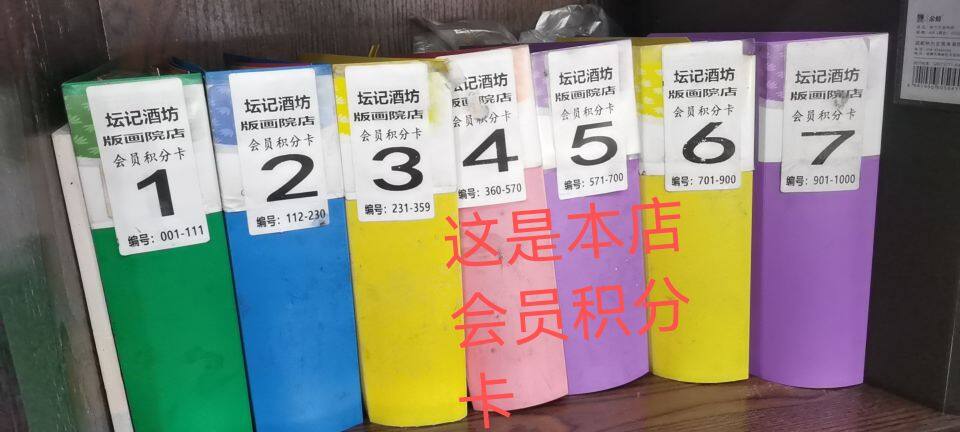 坛记酒坊
版画院店
会员积分卡
1
编号：001-111
坛记酒坊
版画院店
会员积分卡
2
编号：112-230
坛记酒坊
版画院店
会员积分卡
3
编号：231-359
坛记酒坊
院店
会员积分卡
4
编号：360-570
坛记酒坊
版画院店
会员积分卡
5
编号：571-700
坛记酒坊
版画院店
会员积分卡
6
编号：701-900
坛记酒坊
版画院店
会员积分卡
7
编号：901-1000
这是本店
会员积分
卡